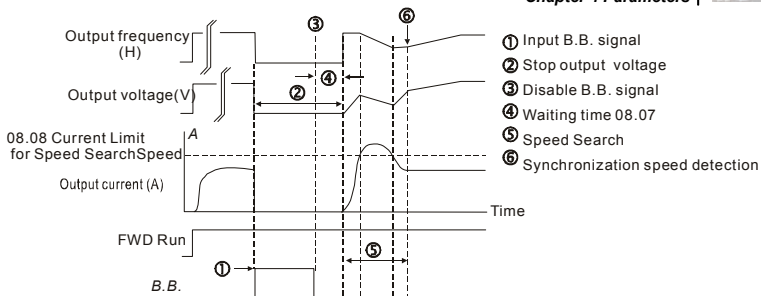 Chapter 4 Parameters |
Output frequency
(H)
Output voltage(V)
08.08 Current Limit
for Speed SearchSpeed
A
Output current (A)
FWD Run
B.B.
Time
③
④
②
⑥
⑤
①
① Input B.B. signal
② Stop output voltage
③ Disable B.B. signal
④ Waiting time 08.07
⑤ Speed Search
⑥ Synchronization speed detection